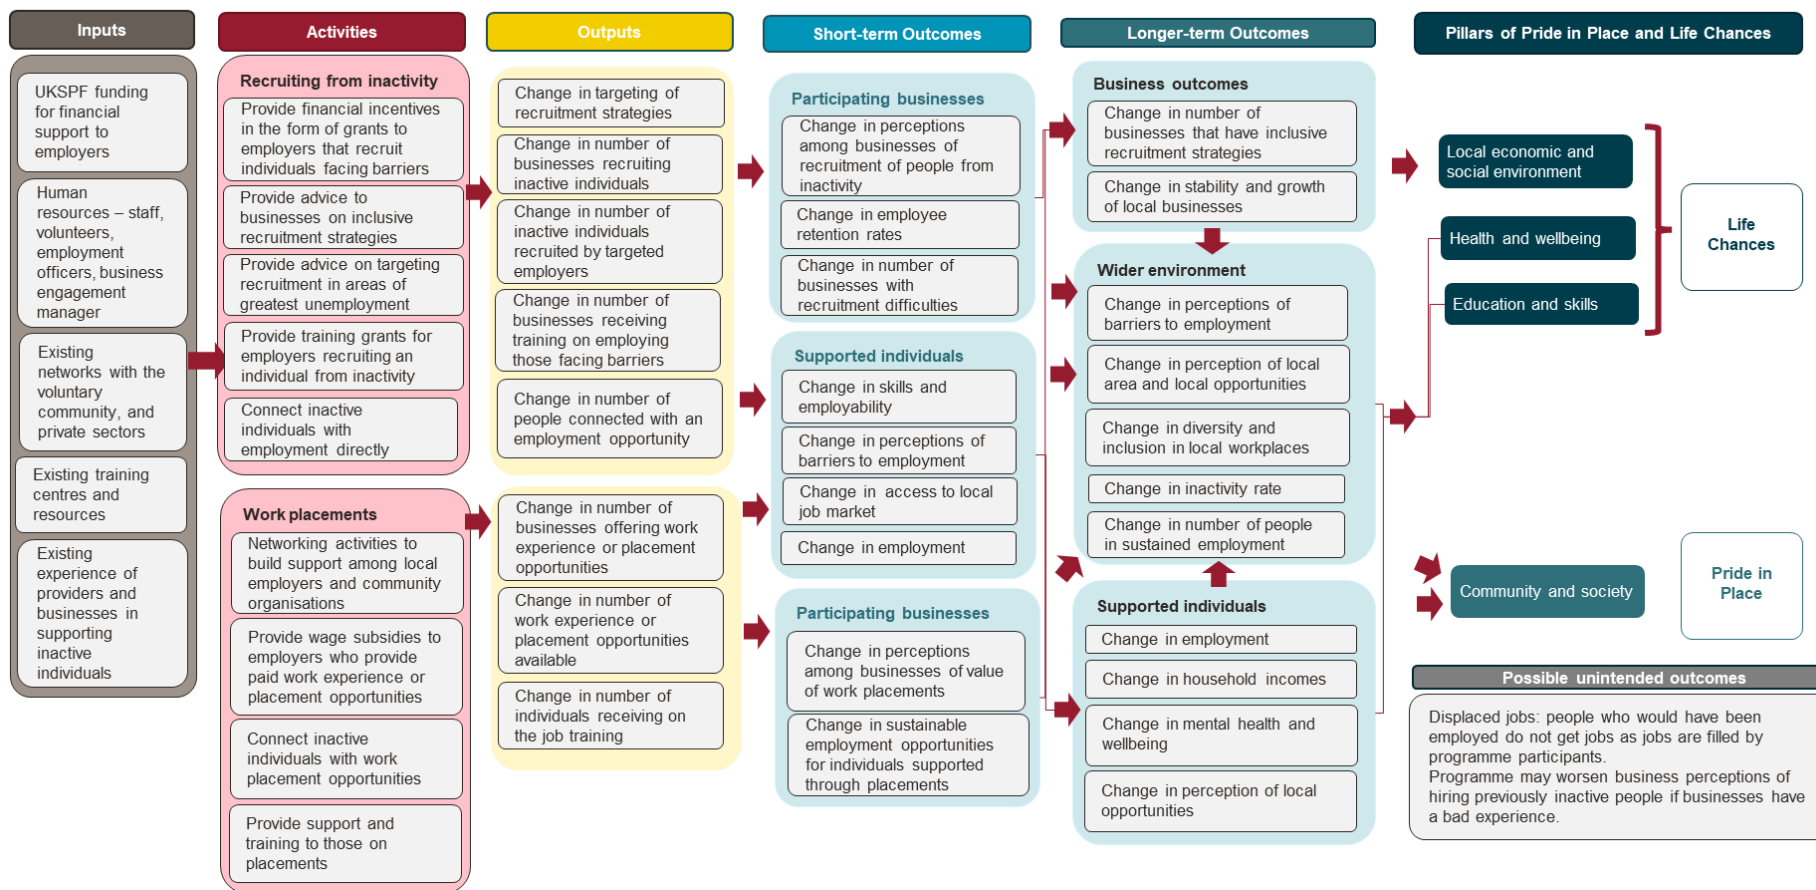 Inputs
UKSPF funding
for financial
support to
employers
Human
resources – staff,
volunteers,
employment
officers, business
engagement
manager
Existing
networks with the
voluntary
community, and
private sectors
Existing training
centres and
resources
Existing
experience of
providers and
businesses in
supporting
inactive
individuals
Activities
Recruiting from inactivity
Provide financial incentives
in the form of grants to
employers that recruit
individuals facing barriers
Provide advice to
businesses on inclusive
recruitment strategies
Provide advice on targeting
recruitment in areas of
greatest unemployment
Provide training grants for
employers recruiting an
individual from inactivity
Connect inactive
individuals with
employment directly
Work placements
Networking activities to
build support among local
employers and community
organisations
Provide wage subsidies to
employers who provide
paid work experience or
placement opportunities
Connect inactive
individuals with work
placement opportunities
Provide support and
training to those on
placements
Outputs
Change in targeting of
recruitment strategies
Change in number of
businesses recruiting
inactive individuals
Change in number of
inactive individuals
recruited by targeted
employers
Change in number of
businesses receiving
training on employing
those facing barriers
Change in number of
people connected with an
employment opportunity
Change in number of
businesses offering work
experience or placement
opportunities
Change in number of
work experience or
placement opportunities
available
Change in number of
individuals receiving on
the job training
Short-term Outcomes
Participating businesses
Change in perceptions
among businesses of
recruitment of people from
inactivity
Change in employee
retention rates
Change in number of
businesses with
recruitment difficulties
Supported individuals
Change in skills and
employability
Change in perceptions of
barriers to employment
Change in access to local
job market
Change in employment
Participating businesses
Change in perceptions
among businesses of value
of work placements
Change in sustainable
employment opportunities
for individuals supported
through placements
Longer-term Outcomes
Business outcomes
Change in number of
businesses that have inclusive
recruitment strategies
Change in stability and growth
of local businesses
Wider environment
Change in perceptions of
barriers to employment
Change in perception of local
area and local opportunities
Change in diversity and
inclusion in local workplaces
Change in inactivity rate
Change in number of people
in sustained employment
Supported individuals
Change in employment
Change in household incomes
Change in mental health and
wellbeing
Change in perception of local
opportunities
Pillars of Pride in Place and Life Chances
Local economic and
social environment
Health and wellbeing
Education and skills
Life
Chances
Community and society
Pride in
Place
Possible unintended outcomes
Displaced jobs: people who would have been
employed do not get jobs as jobs are filled by
programme participants.
Programme may worsen business perceptions of
hiring previously inactive people if businesses have
a bad experience.